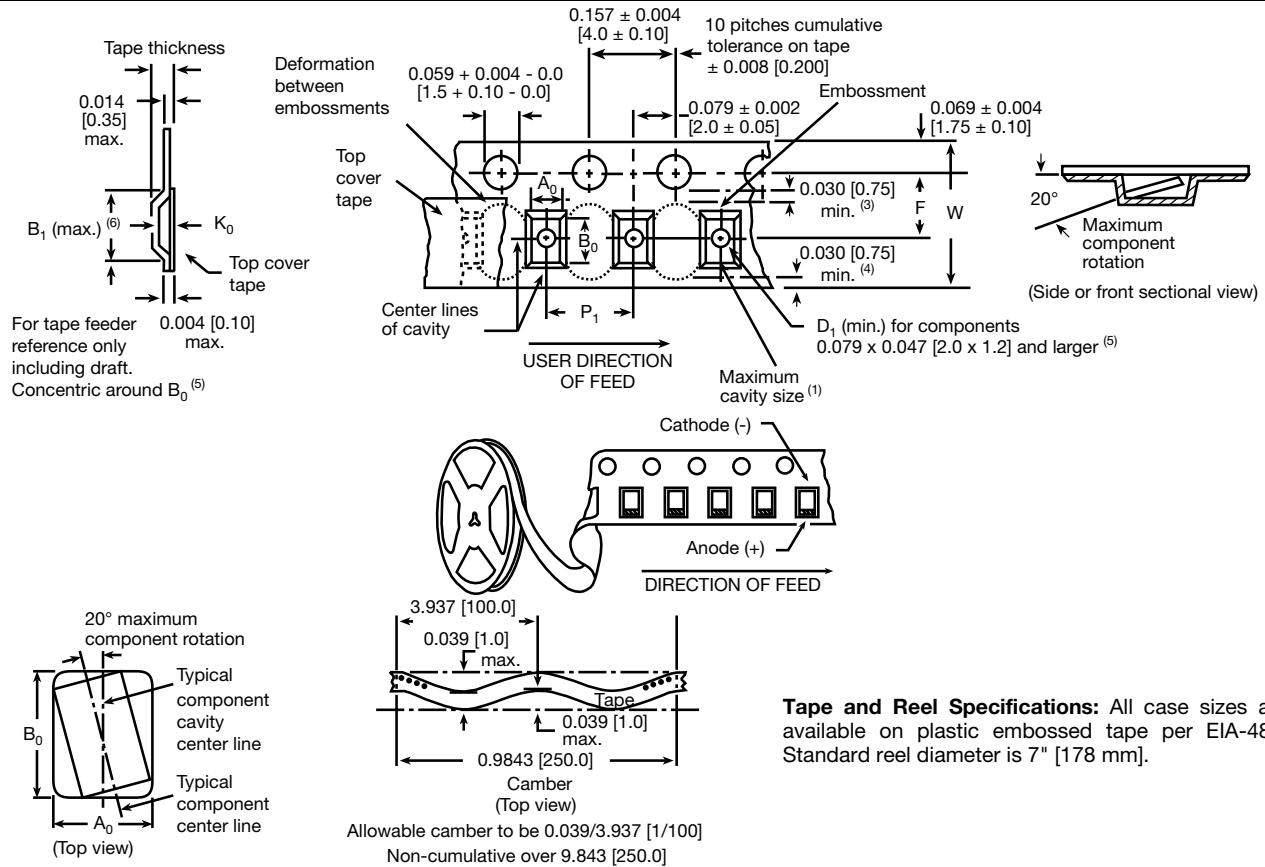 Tape thickness
0.014
[0.35]
max.
B1 (max.) (6)
K0
Top cover
tape
For tape feeder
reference only
including draft.
Concentric around B0 (5)
0.004 [0.10]
max.
Deformation
between
embossments
Top
cover
tape
0.059 + 0.004 - 0.0
[1.5 + 0.10 - 0.0]
0.157 ± 0.004
[4.0 ± 0.10]
10 pitches cumulative
tolerance on tape
± 0.008 [0.200]
0.079 ± 0.002
[2.0 ± 0.05]
Embossment
0.069 ± 0.004
[1.75 ± 0.10]
A0
B0
0.030 [0.75]
min. (3)
F
W
0.030 [0.75]
min. (4)
Center lines
of cavity
P1
USER DIRECTION
OF FEED
D1 (min.) for components
0.079 x 0.047 [2.0 x 1.2] and larger (5)
Maximum
cavity size (1)
20°
Maximum
component
rotation
(Side or front sectional view)
Cathode (-)
Anode (+)
DIRECTION OF FEED
20° maximum
component rotation
Typical
component
cavity
center line
B0
Typical
component
center line
A0
(Top view)
3.937 [100.0]
0.039 [1.0]
max.
Tape
0.039 [1.0]
max.
0.9843 [250.0]
Camber
(Top view)
Allowable camber to be 0.039/3.937 [1/100]
Non-cumulative over 9.843 [250.0]
Tape and Reel Specifications: All case sizes a
available on plastic embossed tape per EIA-48
Standard reel diameter is 7" [178 mm].